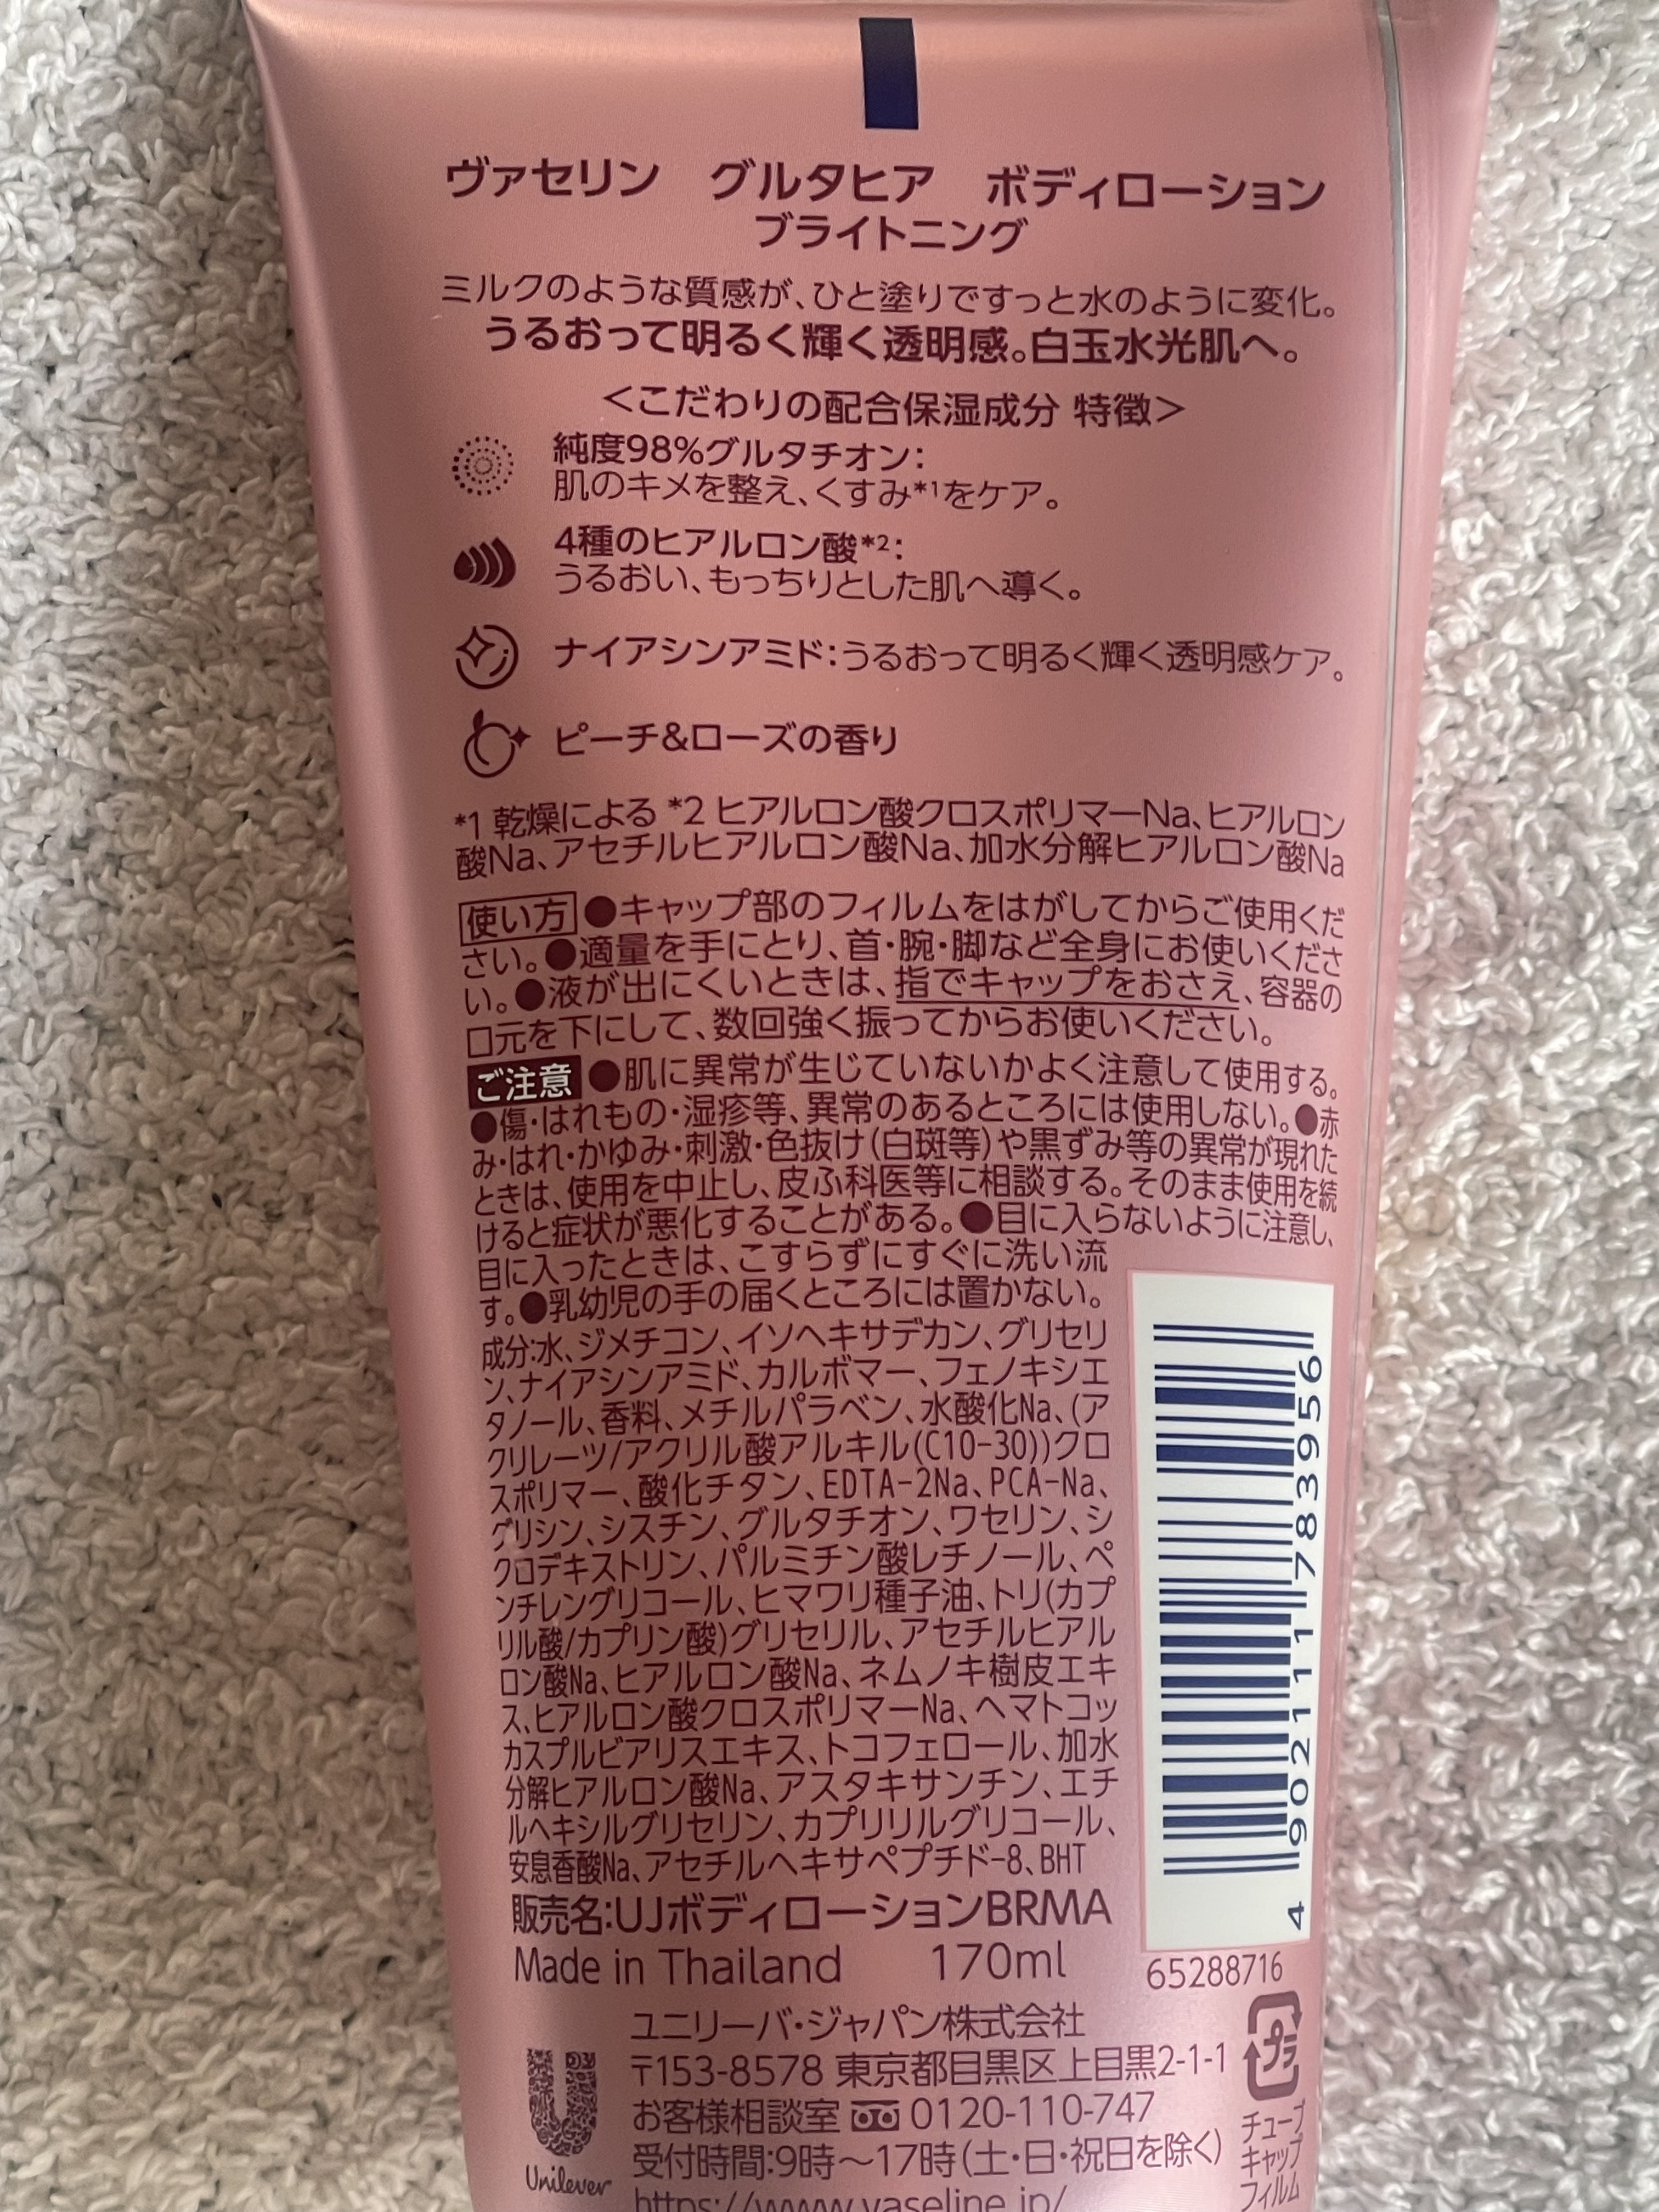 ヴァセリン グルタヒア ボディローション
ブライトニング
ミルクのような質感が、ひと塗りですっと水のように変化。
うるおって明るく輝く透明感。白玉水光肌へ。
<こだわりの配合保湿成分 特徴>
純度98%グルタチオン:
肌のキメを整え、くすみ*1をケア。
4種のヒアルロン酸*2:
うるおい、もっちりとした肌へ導く。
ナイアシンアミド:うるおって明るく輝く透明感ケア。
ピーチ&ローズの香り
*1 乾燥による *2 ヒアルロン酸クロスポリマーNa、ヒアルロン
酸Na、アセチルヒアルロン酸Na、加水分解ヒアルロン酸Na
使い方 ●キャップ部のフィルムをはがしてからご使用くだ
さい。●適量を手にとり、首・腕・脚など全身にお使いくださ
い。●液が出にくいときは、指でキャップをおさえ、容器の
口元を下にして、数回強く振ってからお使いください。
ご注意 ●肌に異常が生じていないかよく注意して使用する。
●傷・はれもの・湿疹等、異常のあるところには使用しない。●赤
み・はれ・かゆみ・刺激・色抜け(白斑等)や黒ずみ等の異常が現れた
ときは、使用を中止し、皮ふ科医等に相談する。そのまま使用を続
けると症状が悪化することがある。●目に入らないように注意し、
目に入ったときは、こすらずにすぐに洗い流
す。●乳幼児の手の届くところには置かない。
成分:水、ジメチコン、イソヘキサデカン、グリセリ
ン、ナイアシンアミド、カルボマー、フェノキシエ
タノール、香料、メチルパラベン、水酸化Na、(ア
クリレーツ/アクリル酸アルキル(C10-30))クロ
スポリマー、酸化チタン、EDTA-2Na、PCA-Na、
グリシン、シスチン、グルタチオン、ワセリン、シ
クロデキストリン、パルミチン酸レチノール、ペ
ンチレングリコール、ヒマワリ種子油、トリ(カプ
リル酸/カプリン酸)グリセリル、アセチルヒアル
ロン酸Na、ヒアルロン酸Na、ネムノキ樹皮エキ
ス、ヒアルロン酸クロスポリマーNa、ヘマトコッ
カスプルビアリスエキス、トコフェロール、加水
分解ヒアルロン酸Na、アスタキサンチン、エチ
ルヘキシルグリセリン、カプリリルグリコール、
安息香酸Na、アセチルヘキサペプチド-8、BHT
4 902111 783956
販売名:UJボディローションBRMA
Made in Thailand 170ml
65288716
ユニリーバ・ジャパン株式会社
〒153-8578 東京都目黒区上目黒2-1-1
お客様相談室 0120-110-747
受付時間:9時〜17時(土・日・祝日を除く)
https://www.vaseline.jp/
Unilever
プラ
チューブ
キャップ
フィルム